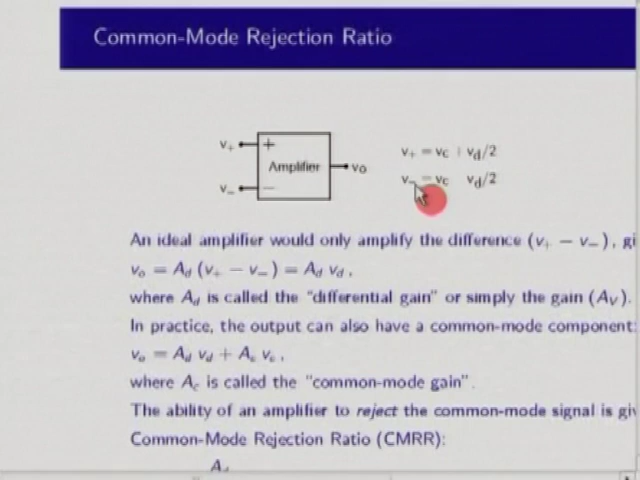 Common-Mode Rejection Ratio
v+ + v+ = vc + vd/2
Amplifier vo
v− − v− = vc vd/2
An ideal amplifier would only amplify the difference (v+ − v−), gi
vo = Ad (v+ − v−) = Ad vd ,
where Ad is called the "differential gain" or simply the gain (AV).
In practice, the output can also have a common-mode component:
vo = Ad vd + Ac vc ,
where Ac is called the "common-mode gain".
The ability of an amplifier to reject the common-mode signal is giv
Common-Mode Rejection Ratio (CMRR):
Ad